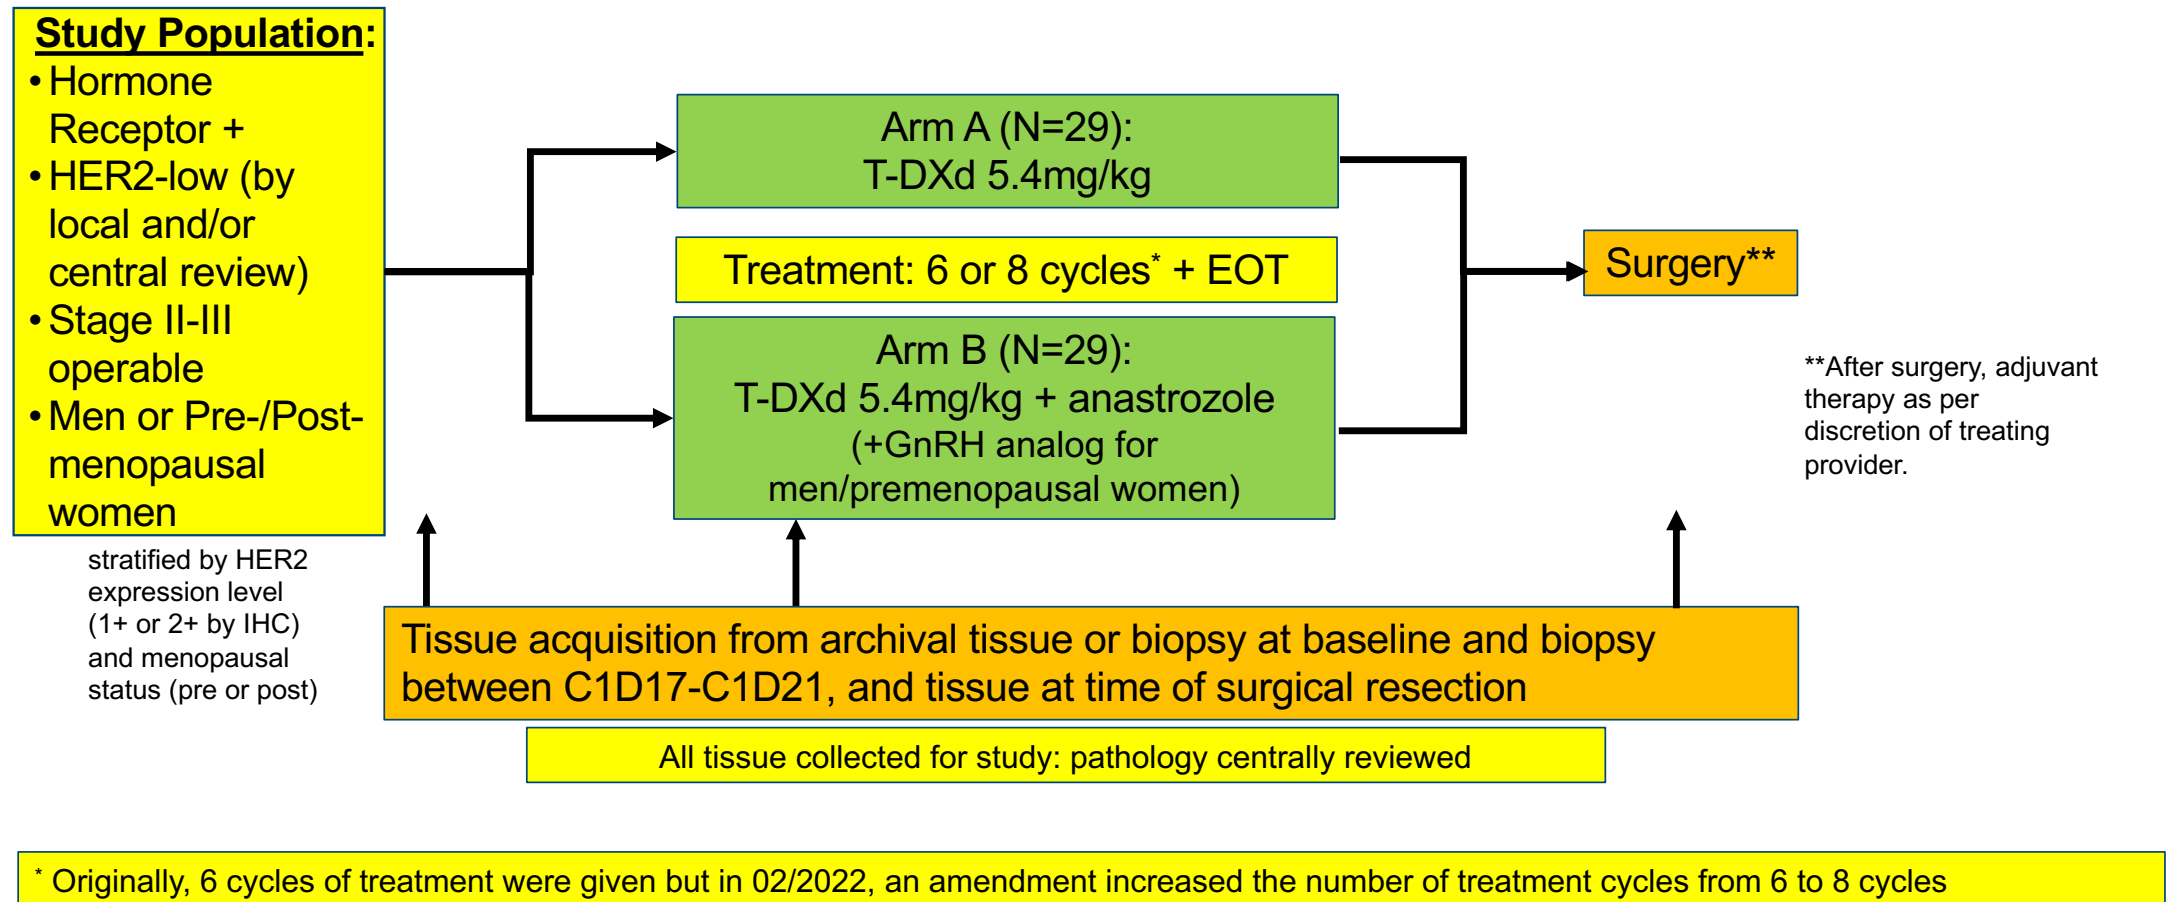 Study Population:
•Hormone
Receptor +
•HER2-low (by
local and/or
central review)
•Stage II-III
operable
•Men or Pre-/Post-
menopausal
women
stratified by HER2
expression level
(1+ or 2+ by IHC)
and menopausal
status (pre or post)
Arm A (N=29):
T-DXd 5.4mg/kg
Treatment: 6 or 8 cycles* + EOT
Arm B (N=29):
T-DXd 5.4mg/kg + anastrozole
(+GnRH analog for
men/premenopausal women)
Surgery**
**After surgery, adjuvant
therapy as per
discretion of treating
provider.
Tissue acquisition from archival tissue or biopsy at baseline and biopsy
between C1D17-C1D21, and tissue at time of surgical resection
All tissue collected for study: pathology centrally reviewed
* Originally, 6 cycles of treatment were given but in 02/2022, an amendment increased the number of treatment cycles from 6 to 8 cycles